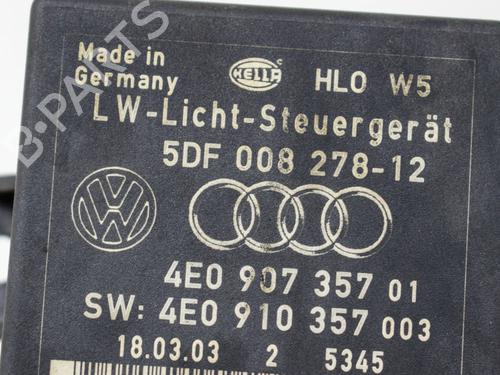 Made in
Germany HELLA HLO W5
LW-Licht-Steuergerät
5DF 008 278-12
4E0 907 357 01
SW: 4E0 910 357 003
18.03.03 2 5345
B-PARTS